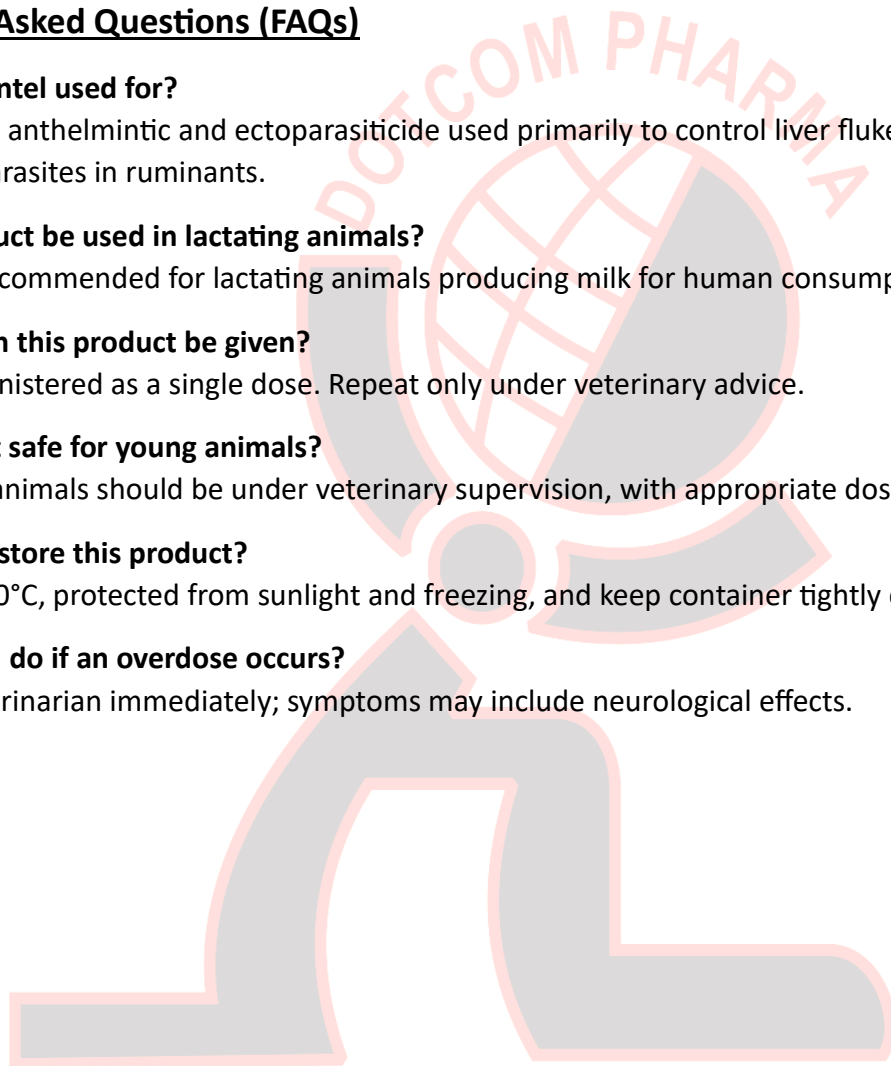 Asked Questions (FAQs)
ntel used for?
anthelmintic and ectoparasiticide used primarily to control liver fluke
arasites in ruminants.
uct be used in lactating animals?
commended for lactating animals producing milk for human consump
n this product be given?
nistered as a single dose. Repeat only under veterinary advice.
safe for young animals?
animals should be under veterinary supervision, with appropriate dos
store this product?
0°C, protected from sunlight and freezing, and keep container tightly
do if an overdose occurs?
rinarian immediately; symptoms may include neurological effects.
DOTCOM PHARMA